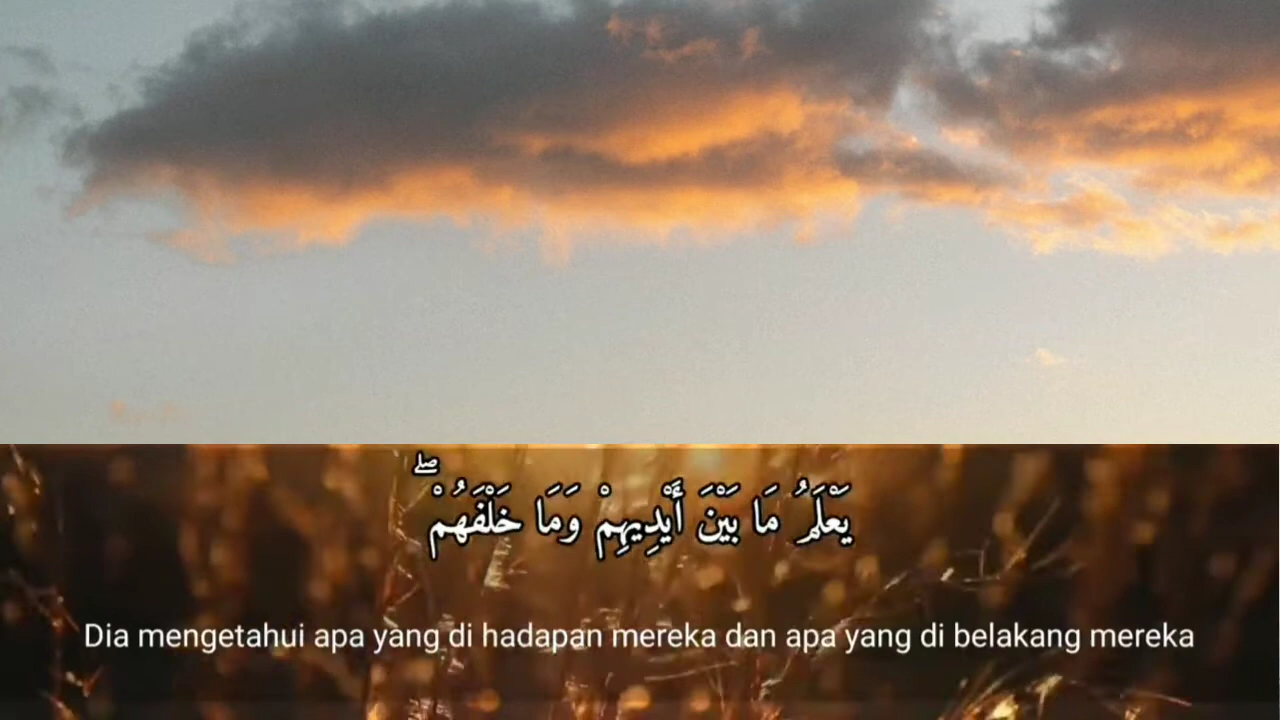 يَعْلَمُ مَا بَيْنَ أَيْدِيهِمْ وَمَا خَلْفَهُمْ ۖ
Dia mengetahui apa yang di hadapan mereka dan apa yang di belakang mereka